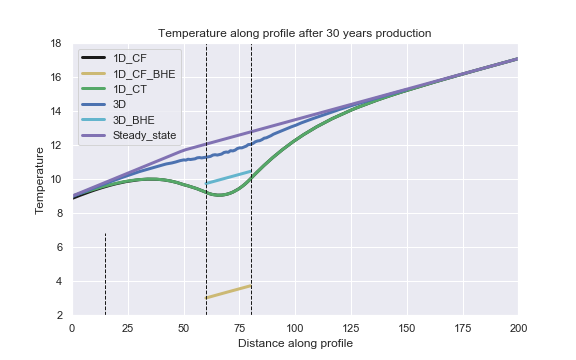 Temperature along profile after 30 years production
18
16
14
12
10
8
6
4
2
Temperature
1D_CF
1D_CF_BHE
1D_CT
3D
3D_BHE
Steady_state
0 25 50 75 100 125 150 175 200
Distance along profile